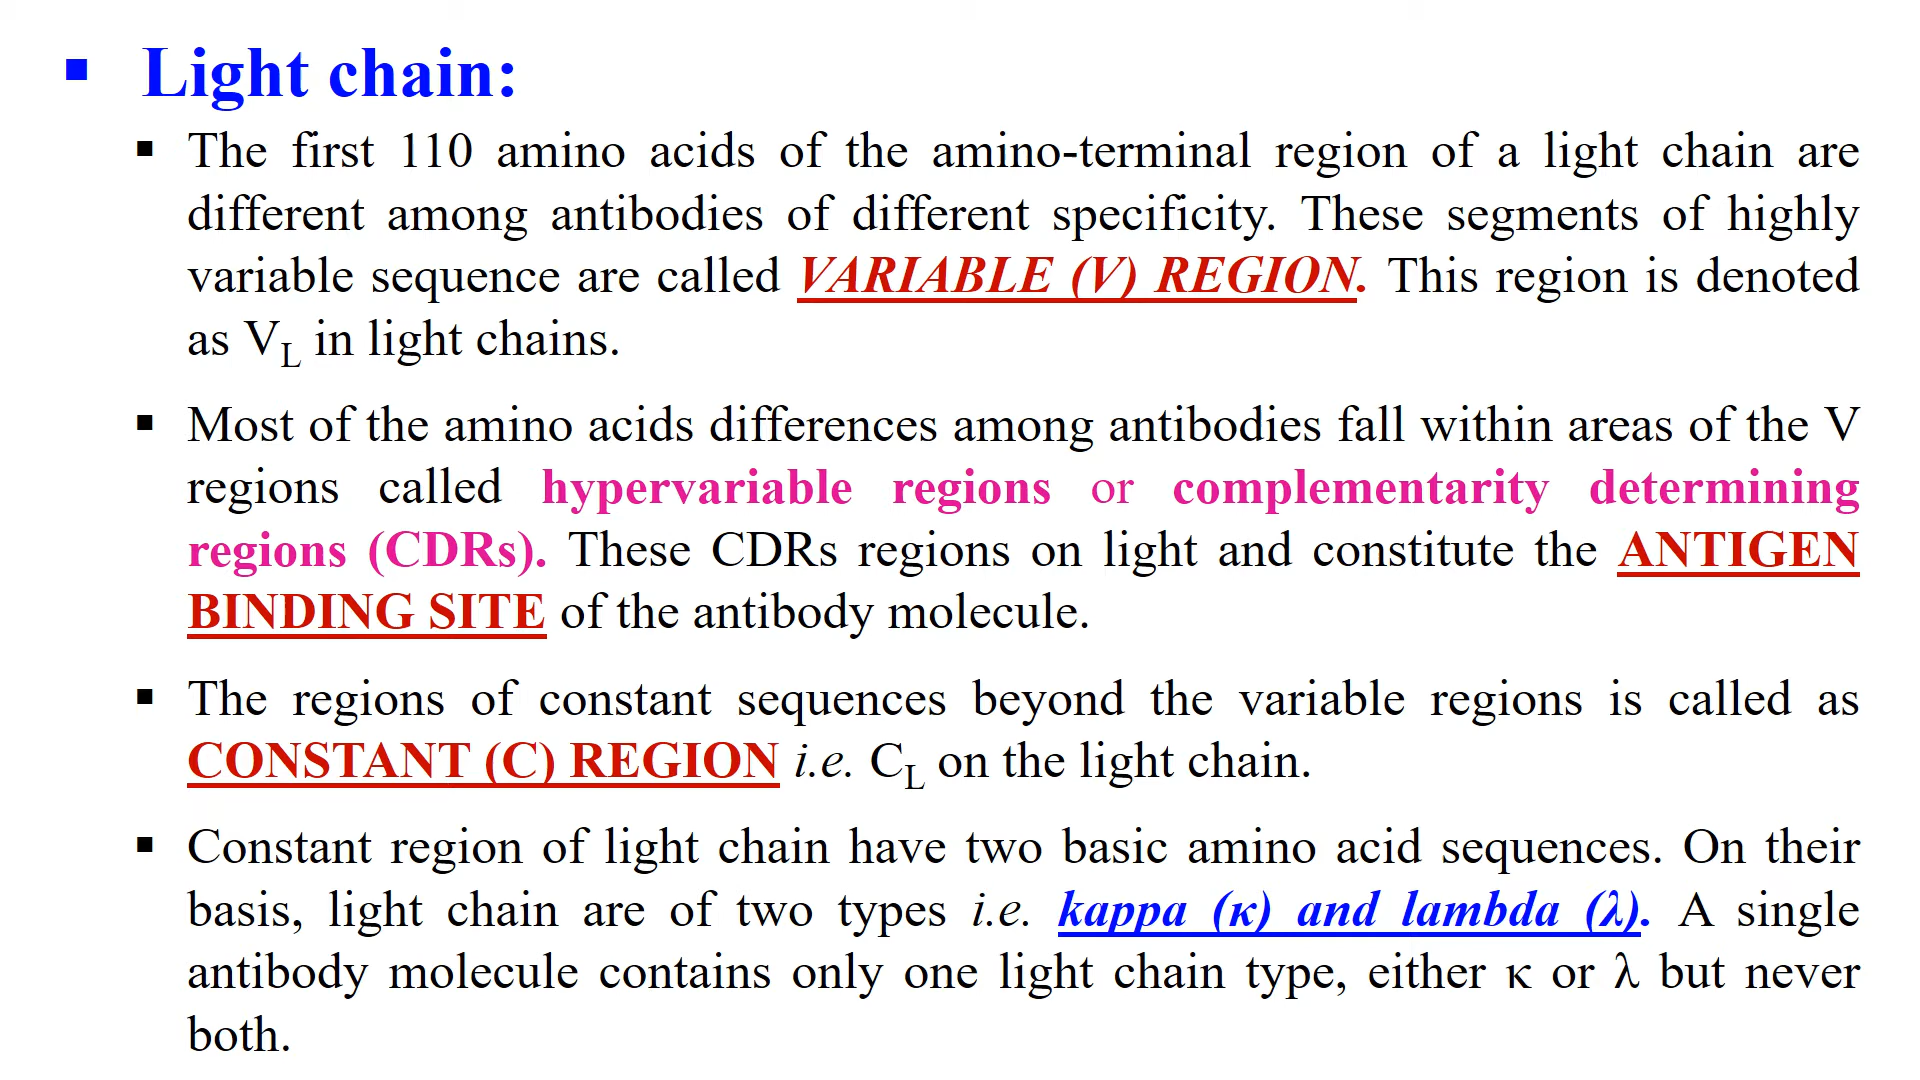 ▪ Light chain:
▪ The first 110 amino acids of the amino-terminal region of a light chain are
different among antibodies of different specificity. These segments of highly
variable sequence are called VARIABLE (V) REGION. This region is denoted
as V_L in light chains.
▪ Most of the amino acids differences among antibodies fall within areas of the V
regions called hypervariable regions or complementarity determining
regions (CDRs). These CDRs regions on light and constitute the ANTIGEN
BINDING SITE of the antibody molecule.
▪ The regions of constant sequences beyond the variable regions is called as
CONSTANT (C) REGION i.e. C_L on the light chain.
▪ Constant region of light chain have two basic amino acid sequences. On their
basis, light chain are of two types i.e. kappa (κ) and lambda (λ). A single
antibody molecule contains only one light chain type, either κ or λ but never
both.